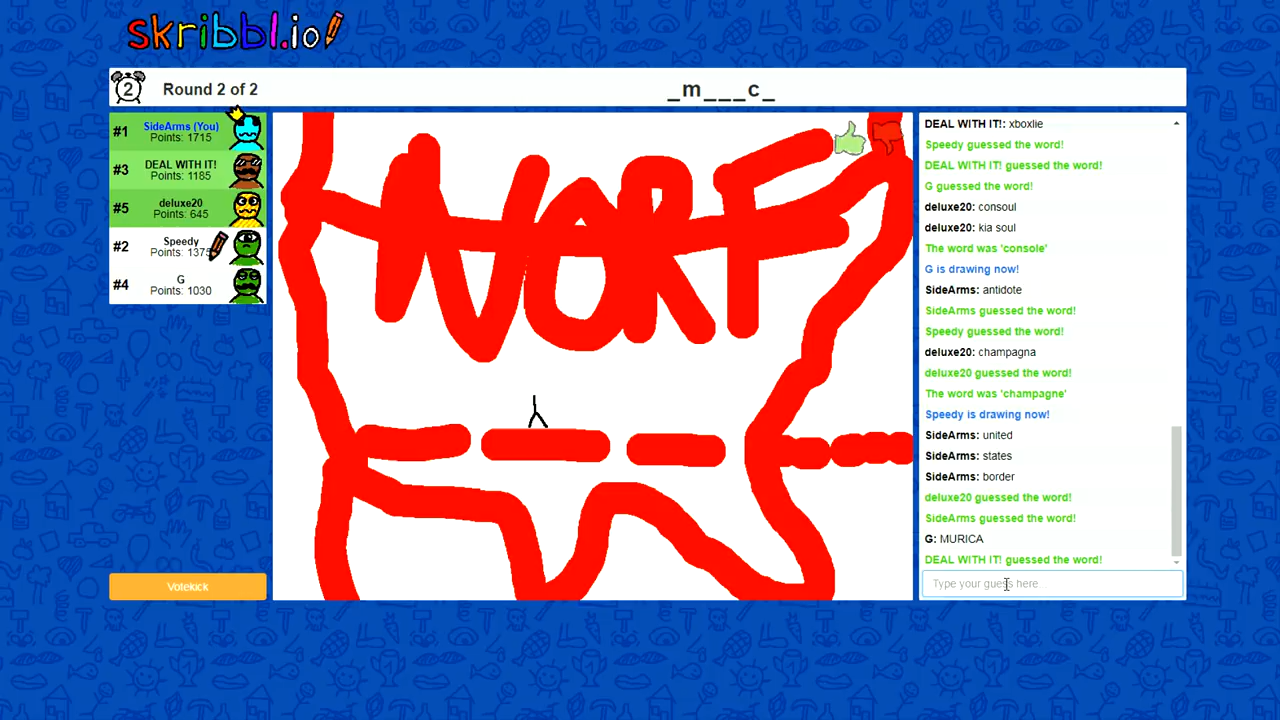 skribbl.io
2
Round 2 of 2
_m___c_
#1
SideArms (You)
Points: 1715
#3
DEAL WITH IT!
Points: 1185
#5
deluxe20
Points: 645
#2
Speedy
Points: 1375
#4
G
Points: 1030
Votekick
NORF
DEAL WITH IT!: xboxlie
Speedy guessed the word!
DEAL WITH IT! guessed the word!
G guessed the word!
deluxe20: consoul
deluxe20: kia soul
The word was 'console'
G is drawing now!
SideArms: antidote
SideArms guessed the word!
Speedy guessed the word!
deluxe20: champagna
deluxe20 guessed the word!
The word was 'champagne'
Speedy is drawing now!
SideArms: united
SideArms: states
SideArms: border
deluxe20 guessed the word!
SideArms guessed the word!
G: MURICA
DEAL WITH IT! guessed the word!
Type your guess here